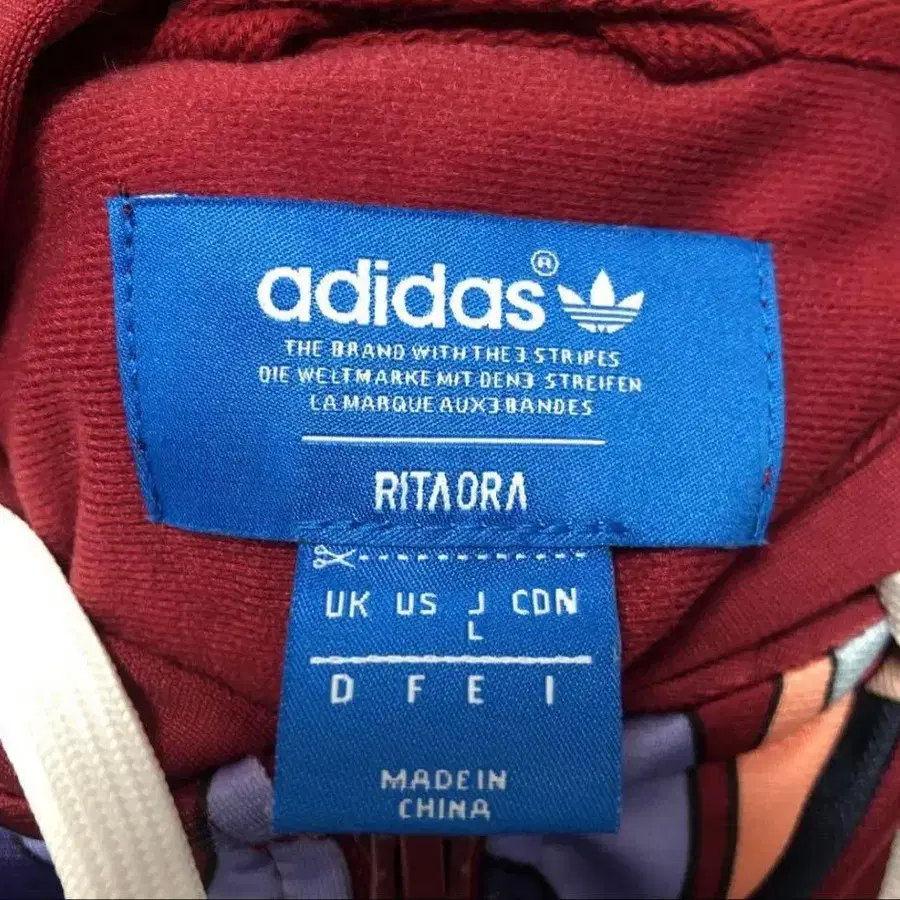 adidas®
THE BRAND WITH THE 3 STRIPES
DIE WELTMARKE MIT DEN 3 STREIFEN
LA MARQUE AUX 3 BANDES
RITA ORA
UK US J CDN
L
D F E I
MADE IN
CHINA